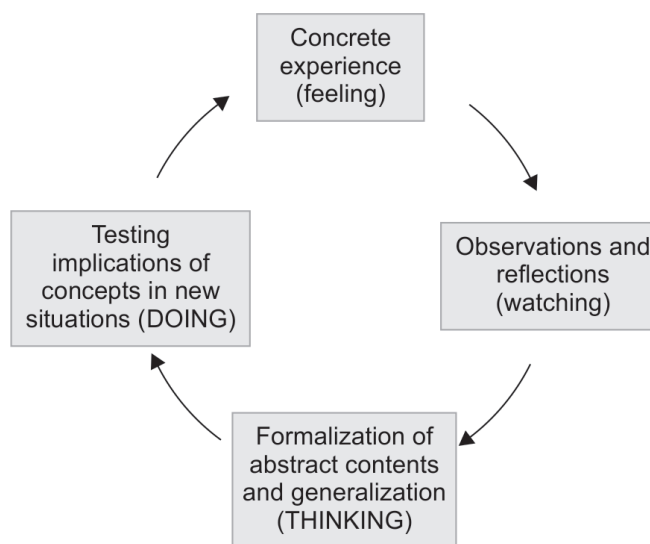 Concrete
experience
(feeling)
Observations and
reflections
(watching)
Formalization of
abstract contents
and generalization
(THINKING)
Testing
implications of
concepts in new
situations (DOING)